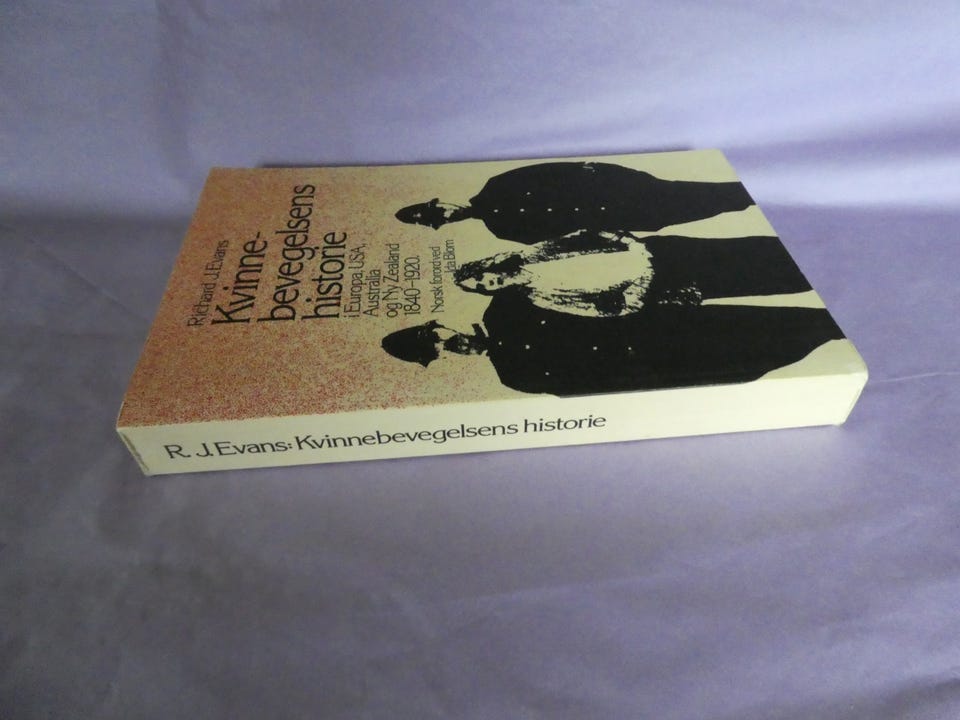 Richard J. Evans
Kvinne-
bevegelsens
historie
i Europa, USA,
Australia
og Ny Zealand
1840–1920.
Norsk forord ved
Ida Blom
R. J. Evans: Kvinnebevegelsens historie